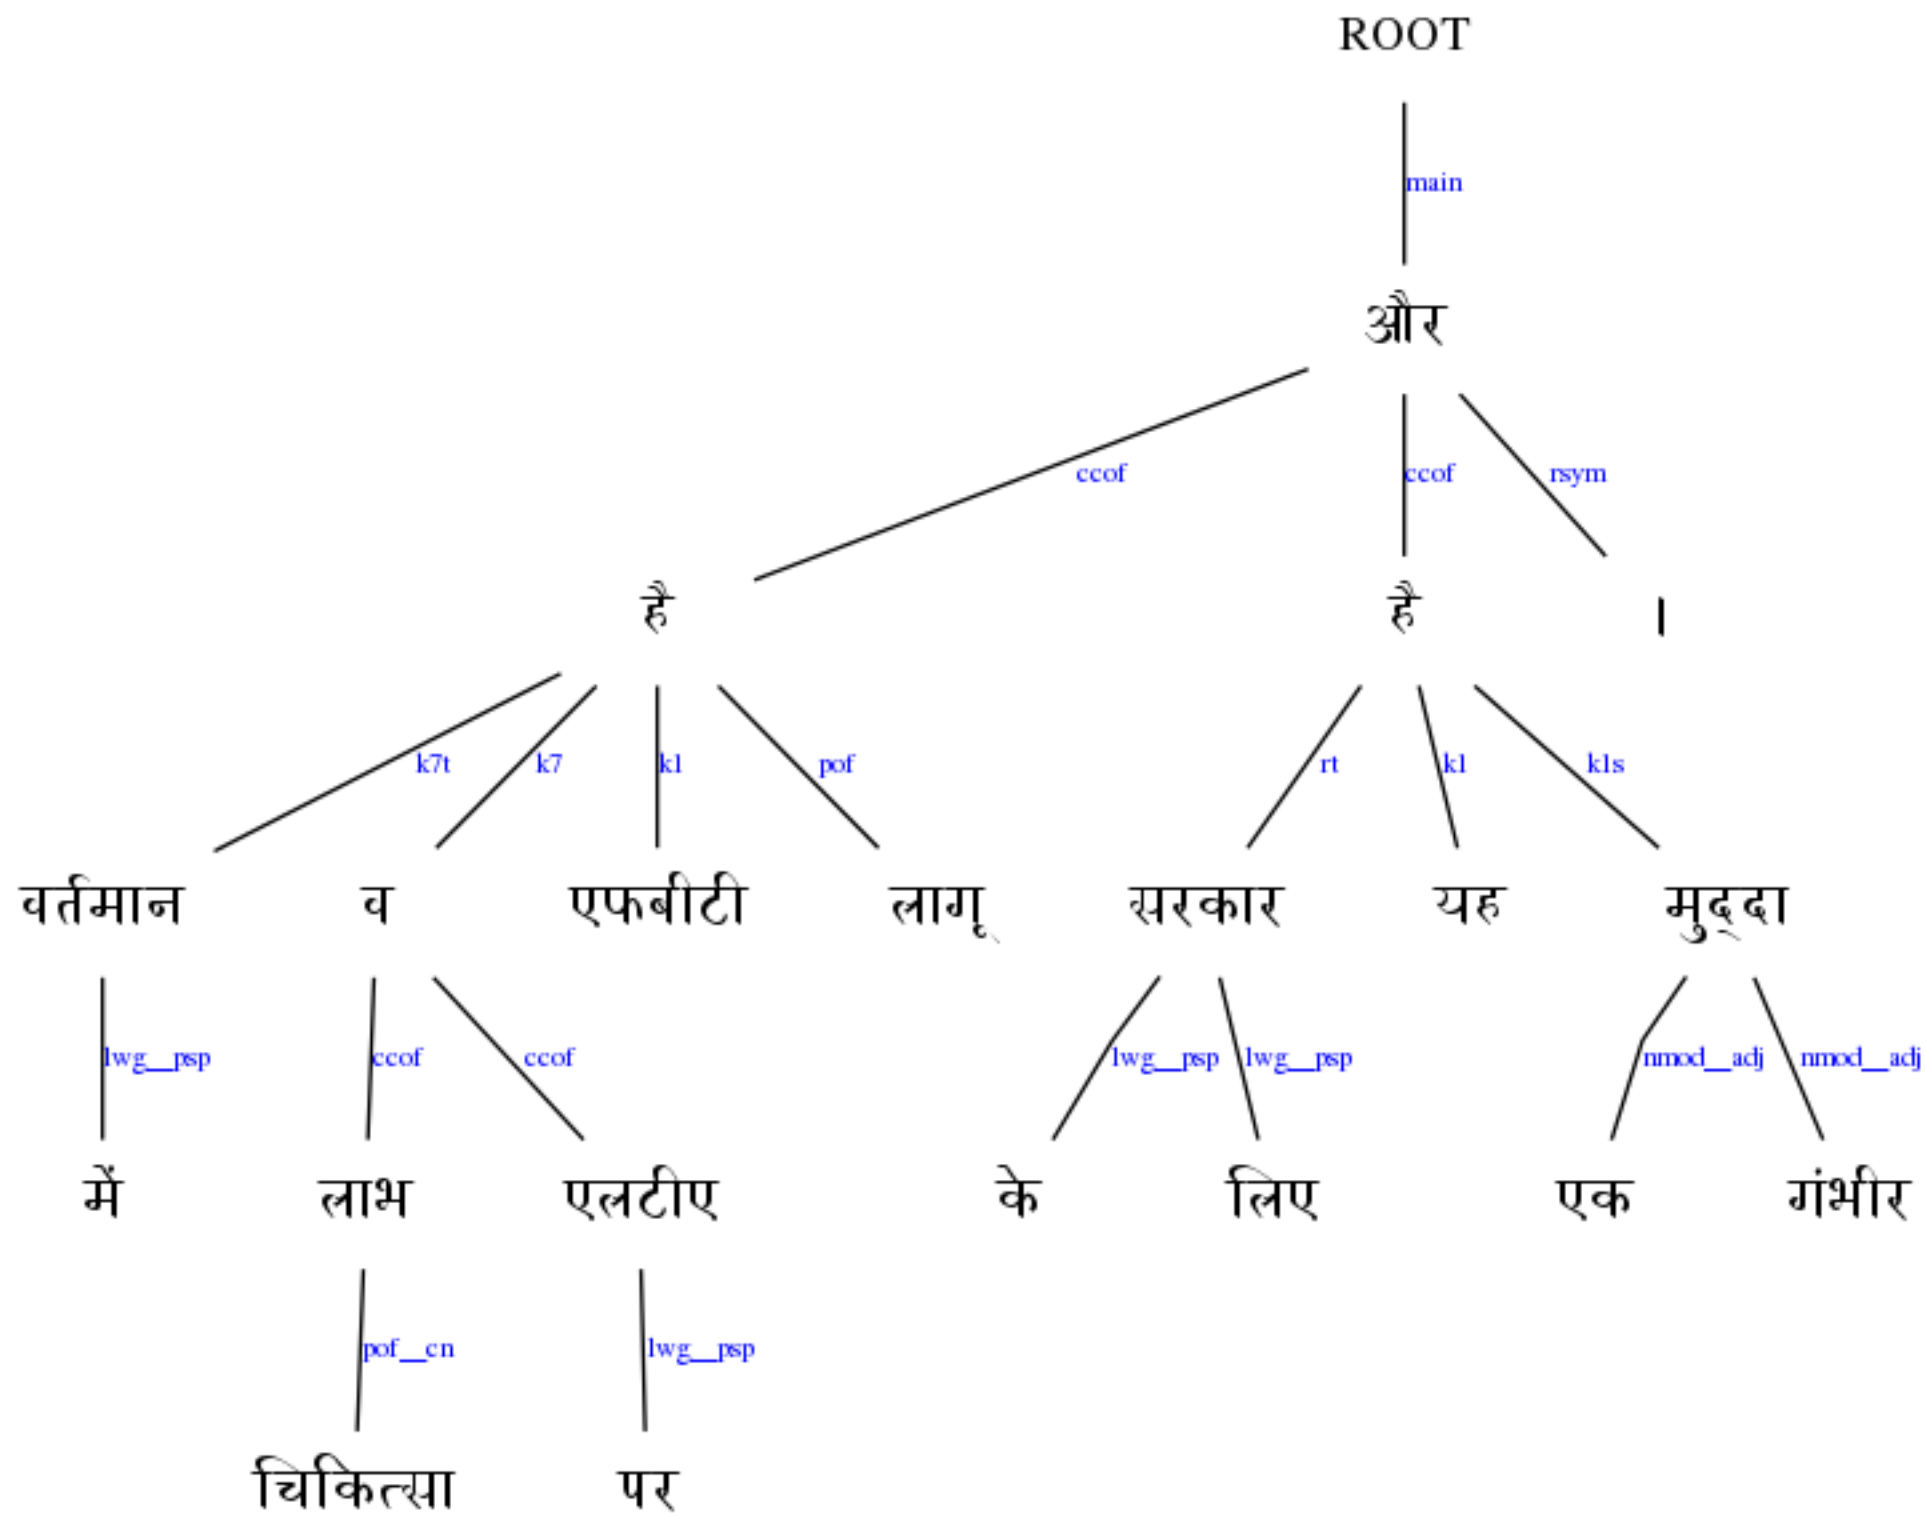 ROOT
main
और
ccof ccof rsym
है है ।
k7t k7 k1 pof rt k1 k1s
वर्तमान व एफबीटी लागू सरकार यह मुद्दा
lwg__psp ccof ccof lwg__psp lwg__psp nmod__adj nmod__adj
में लाभ एलटीए के लिए एक गंभीर
pof__cn lwg__psp
चिकित्सा पर